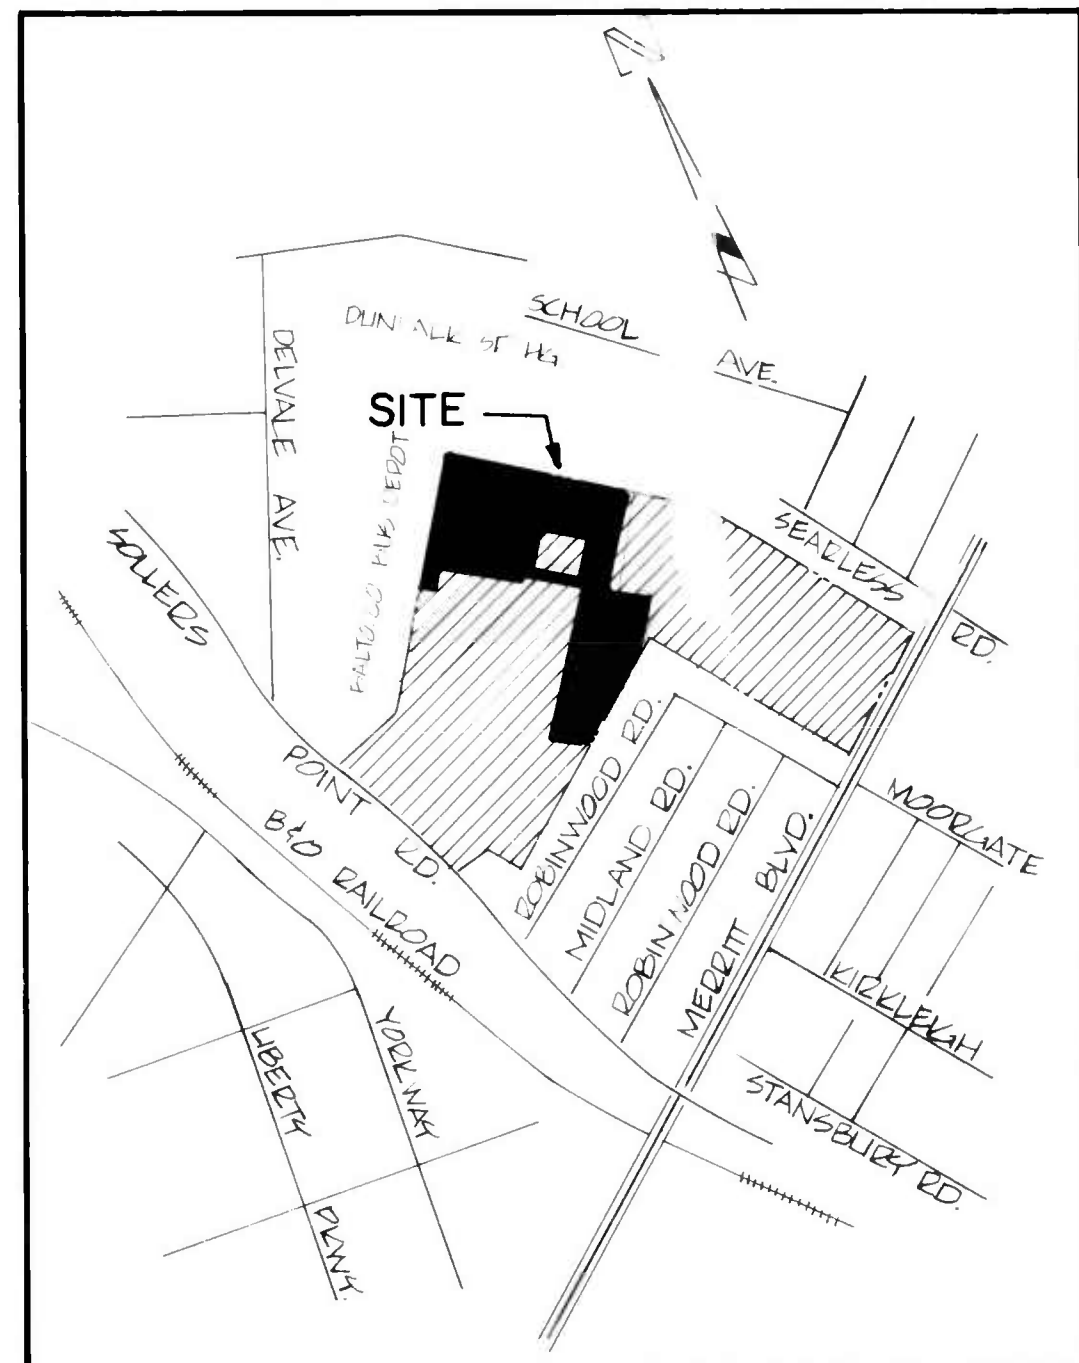 SCHOOL
AVE.
DELVALE AVE.
SITE
SEARLESS
RD.
SOLLERS
POINT RD.
B&O RAILROAD
ROBINWOOD RD.
MIDLAND RD.
RD.
MERRITT BLVD.
MOORGATE
KIRKLEIGH
STANSBURY RD.
YORKWAY
LIBERTY
PKWY.